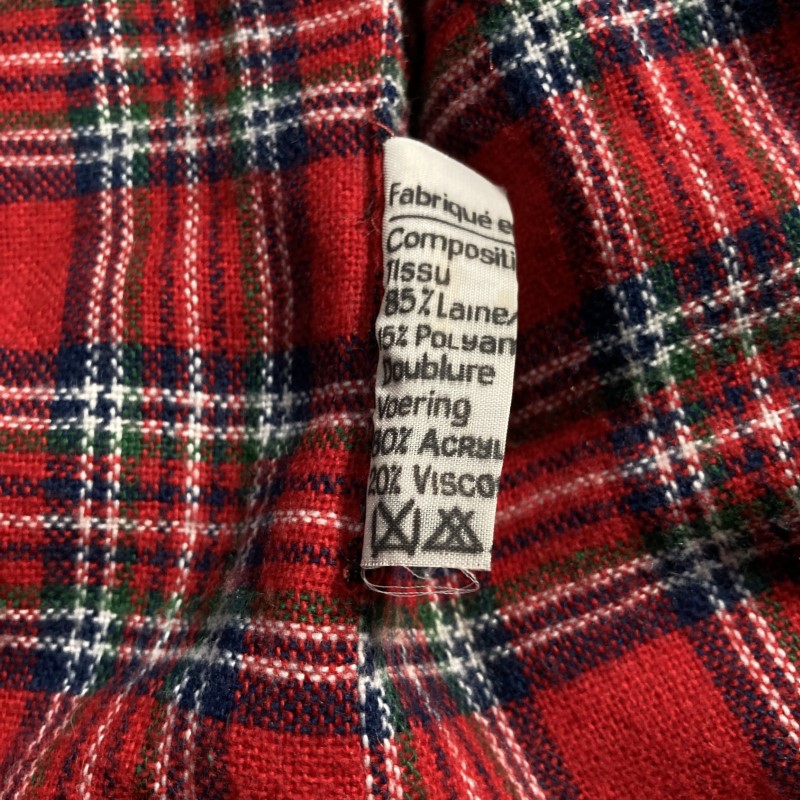 Fabriqué e
Compositi
Tissu
85% Laine/
15% Polyam
Doublure
Voering
80% Acryl
20% Visco